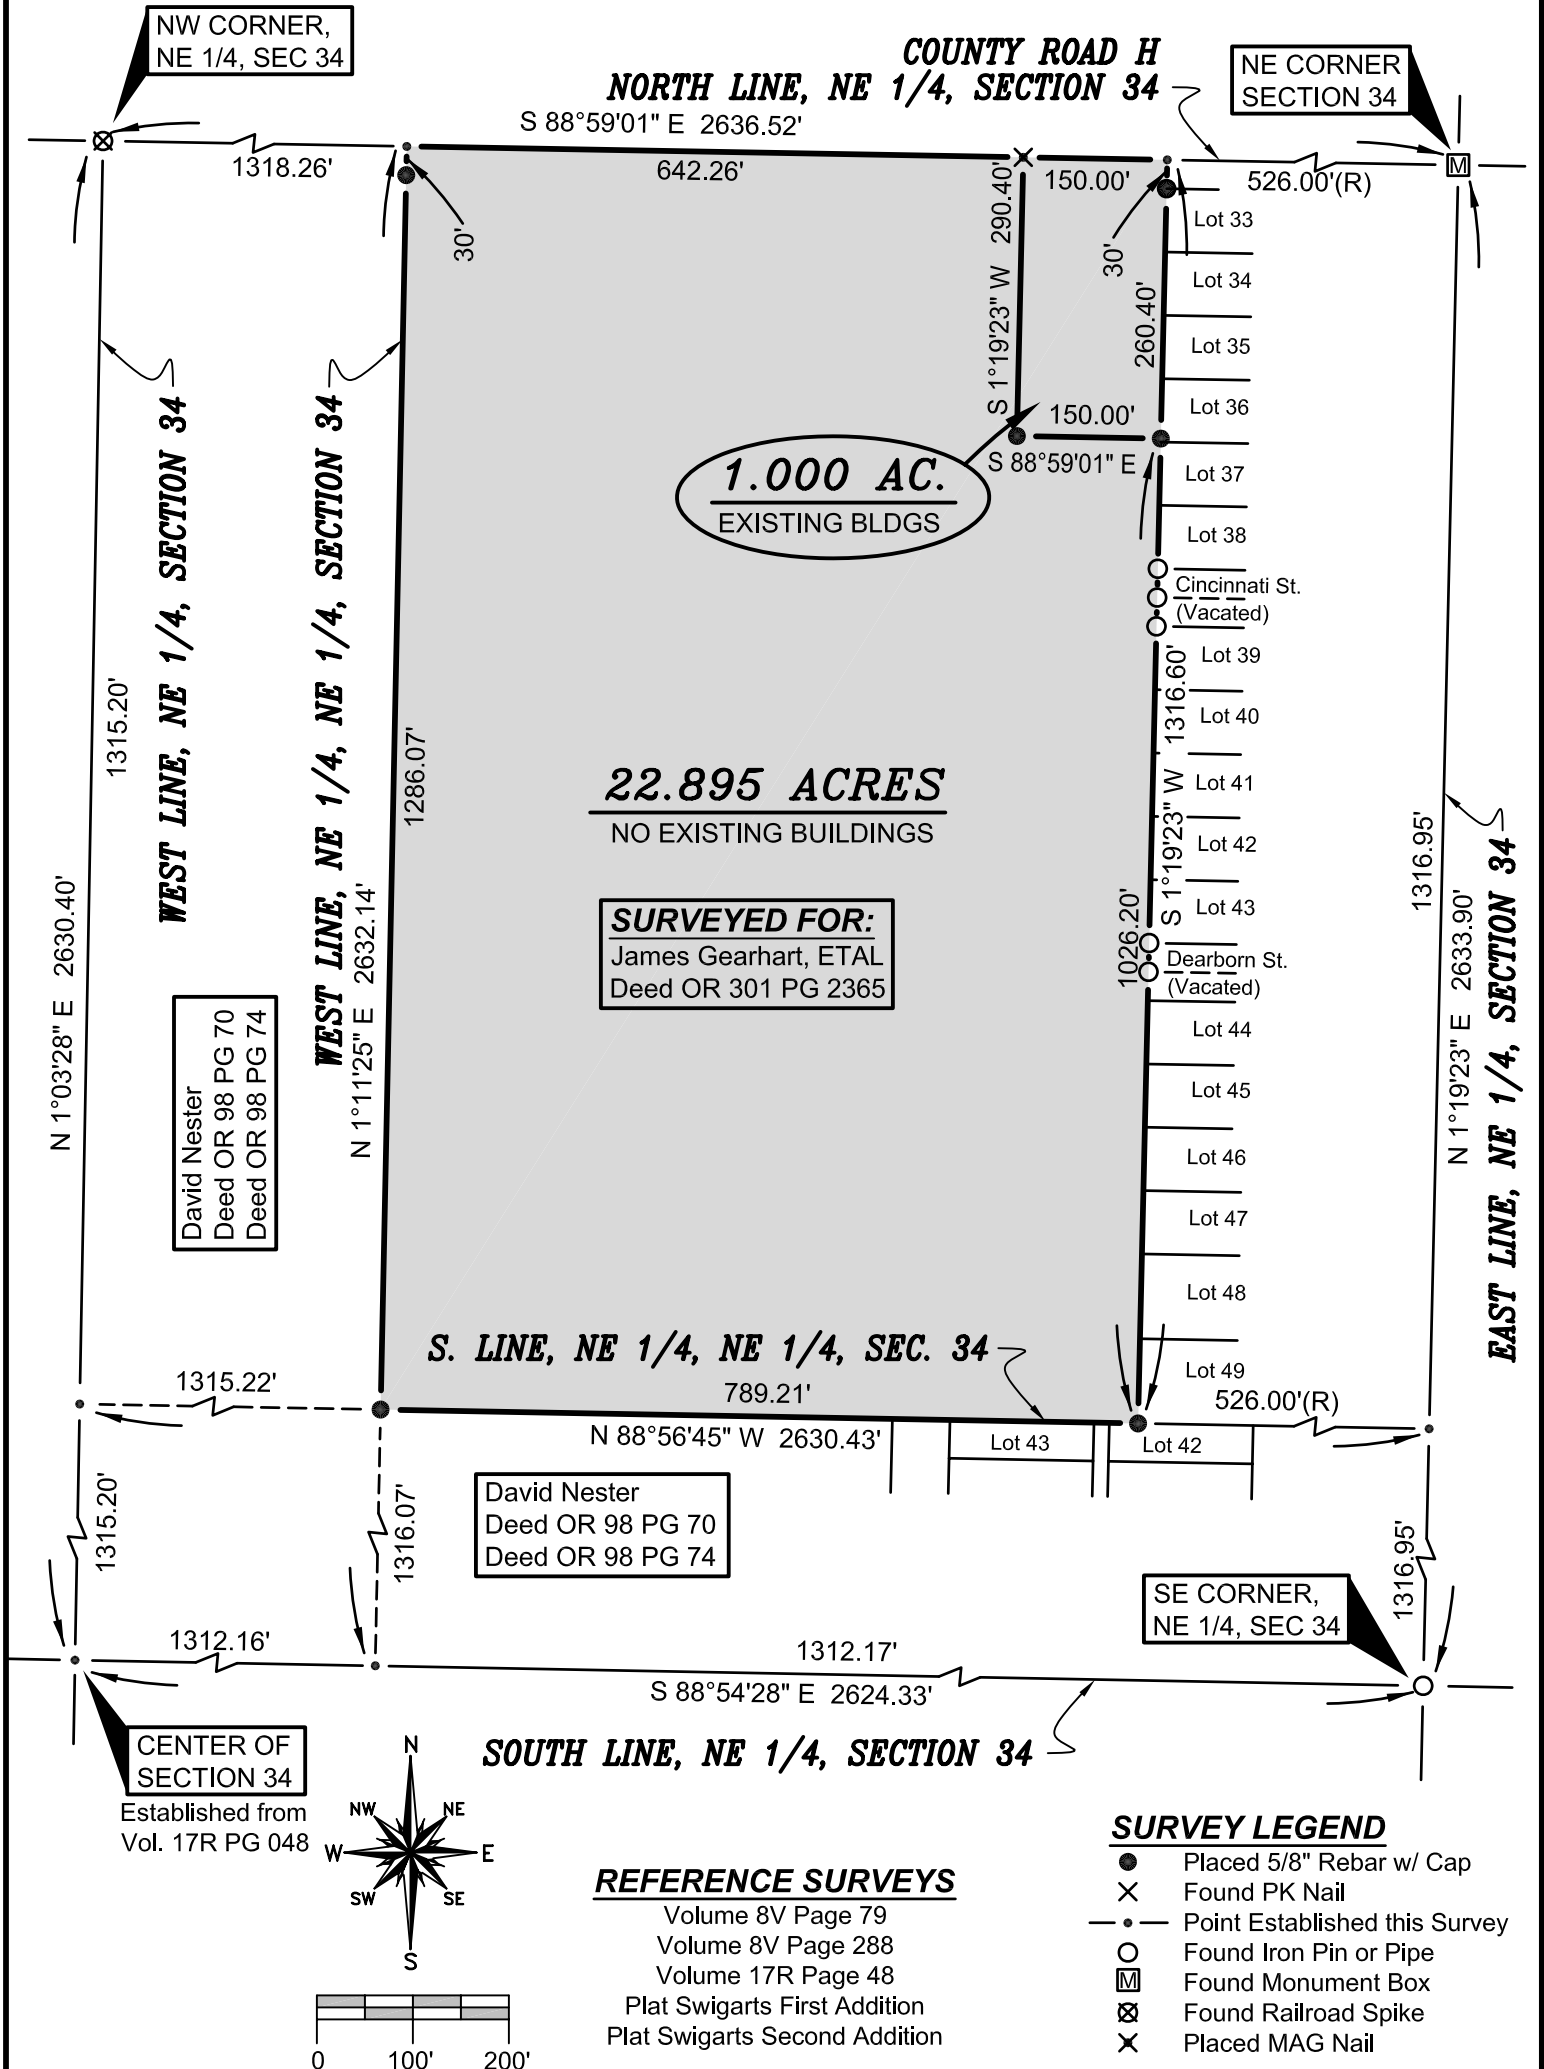 NW CORNER,
NE 1/4, SEC 34
COUNTY ROAD H
NORTH LINE, NE 1/4, SECTION 34
NE CORNER
SECTION 34
S 88°59'01" E 2636.52'
1318.26'
642.26'
150.00'
526.00'(R)
M
30'
30'
S 1°19'23" W 290.40'
260.40'
150.00'
S 88°59'01" E
Lot 33
Lot 34
Lot 35
Lot 36
Lot 37
Lot 38
Cincinnati St.
(Vacated)
Lot 39
Lot 40
Lot 41
Lot 42
Lot 43
Dearborn St.
(Vacated)
Lot 44
Lot 45
Lot 46
Lot 47
Lot 48
Lot 49
1.000 AC.
EXISTING BLDGS
WEST LINE, NE 1/4, SECTION 34
1315.20'
N 1°03'28" E 2630.40'
WEST LINE, NE 1/4, NE 1/4, SECTION 34
1286.07'
N 1°11'25" E 2632.14'
22.895 ACRES
NO EXISTING BUILDINGS
SURVEYED FOR:
James Gearhart, ETAL
Deed OR 301 PG 2365
S 1°19'23" W 1316.60'
1026.20'
1316.95'
N 1°19'23" E 2633.90'
EAST LINE, NE 1/4, SECTION 34
David Nester
Deed OR 98 PG 70
Deed OR 98 PG 74
S. LINE, NE 1/4, NE 1/4, SEC. 34
1315.22'
789.21'
526.00'(R)
N 88°56'45" W 2630.43'
Lot 43
Lot 42
David Nester
Deed OR 98 PG 70
Deed OR 98 PG 74
1315.20'
1316.07'
1316.95'
SE CORNER,
NE 1/4, SEC 34
1312.16'
1312.17'
S 88°54'28" E 2624.33'
SOUTH LINE, NE 1/4, SECTION 34
CENTER OF
SECTION 34
Established from
Vol. 17R PG 048
N
NW
NE
W
E
SW
SE
S
0 100' 200'
REFERENCE SURVEYS
Volume 8V Page 79
Volume 8V Page 288
Volume 17R Page 48
Plat Swigarts First Addition
Plat Swigarts Second Addition
SURVEY LEGEND
Placed 5/8" Rebar w/ Cap
Found PK Nail
Point Established this Survey
Found Iron Pin or Pipe
M Found Monument Box
Found Railroad Spike
Placed MAG Nail